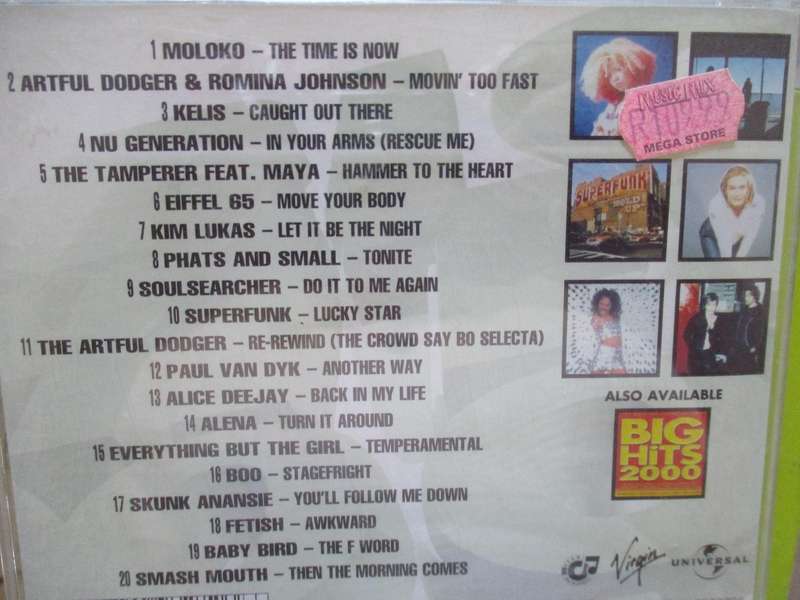 1 MOLOKO – THE TIME IS NOW
2 ARTFUL DODGER & ROMINA JOHNSON – MOVIN' TOO FAST
3 KELIS – CAUGHT OUT THERE
4 NU GENERATION – IN YOUR ARMS (RESCUE ME)
5 THE TAMPERER FEAT. MAYA – HAMMER TO THE HEART
6 EIFFEL 65 – MOVE YOUR BODY
7 KIM LUKAS – LET IT BE THE NIGHT
8 PHATS AND SMALL – TONITE
9 SOULSEARCHER – DO IT TO ME AGAIN
10 SUPERFUNK – LUCKY STAR
11 THE ARTFUL DODGER – RE-REWIND (THE CROWD SAY BO SELECTA)
12 PAUL VAN DYK – ANOTHER WAY
13 ALICE DEEJAY – BACK IN MY LIFE
14 ALENA – TURN IT AROUND
15 EVERYTHING BUT THE GIRL – TEMPERAMENTAL
16 BOO – STAGEFRIGHT
17 SKUNK ANANSIE – YOU'LL FOLLOW ME DOWN
18 FETISH – AWKWARD
19 BABY BIRD – THE F WORD
20 SMASH MOUTH – THEN THE MORNING COMES
MUSIC MIX
MEGA STORE
SUPERFUNK
HOLD UP
ALSO AVAILABLE
BIG
HiTS
2000
Virgin
UNIVERSAL